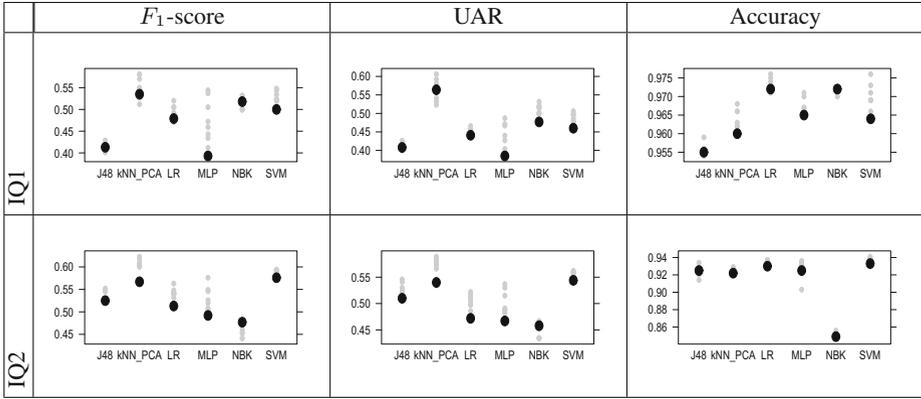 F₁-score UAR Accuracy
IQ1
0.55
0.50
0.45
0.40
J48 kNN_PCA LR MLP NBK SVM
0.60
0.55
0.50
0.45
0.40
J48 kNN_PCA LR MLP NBK SVM
0.975
0.970
0.965
0.960
0.955
J48 kNN_PCA LR MLP NBK SVM
IQ2
0.60
0.55
0.50
0.45
J48 kNN_PCA LR MLP NBK SVM
0.55
0.50
0.45
J48 kNN_PCA LR MLP NBK SVM
0.94
0.92
0.90
0.88
0.86
J48 kNN_PCA LR MLP NBK SVM